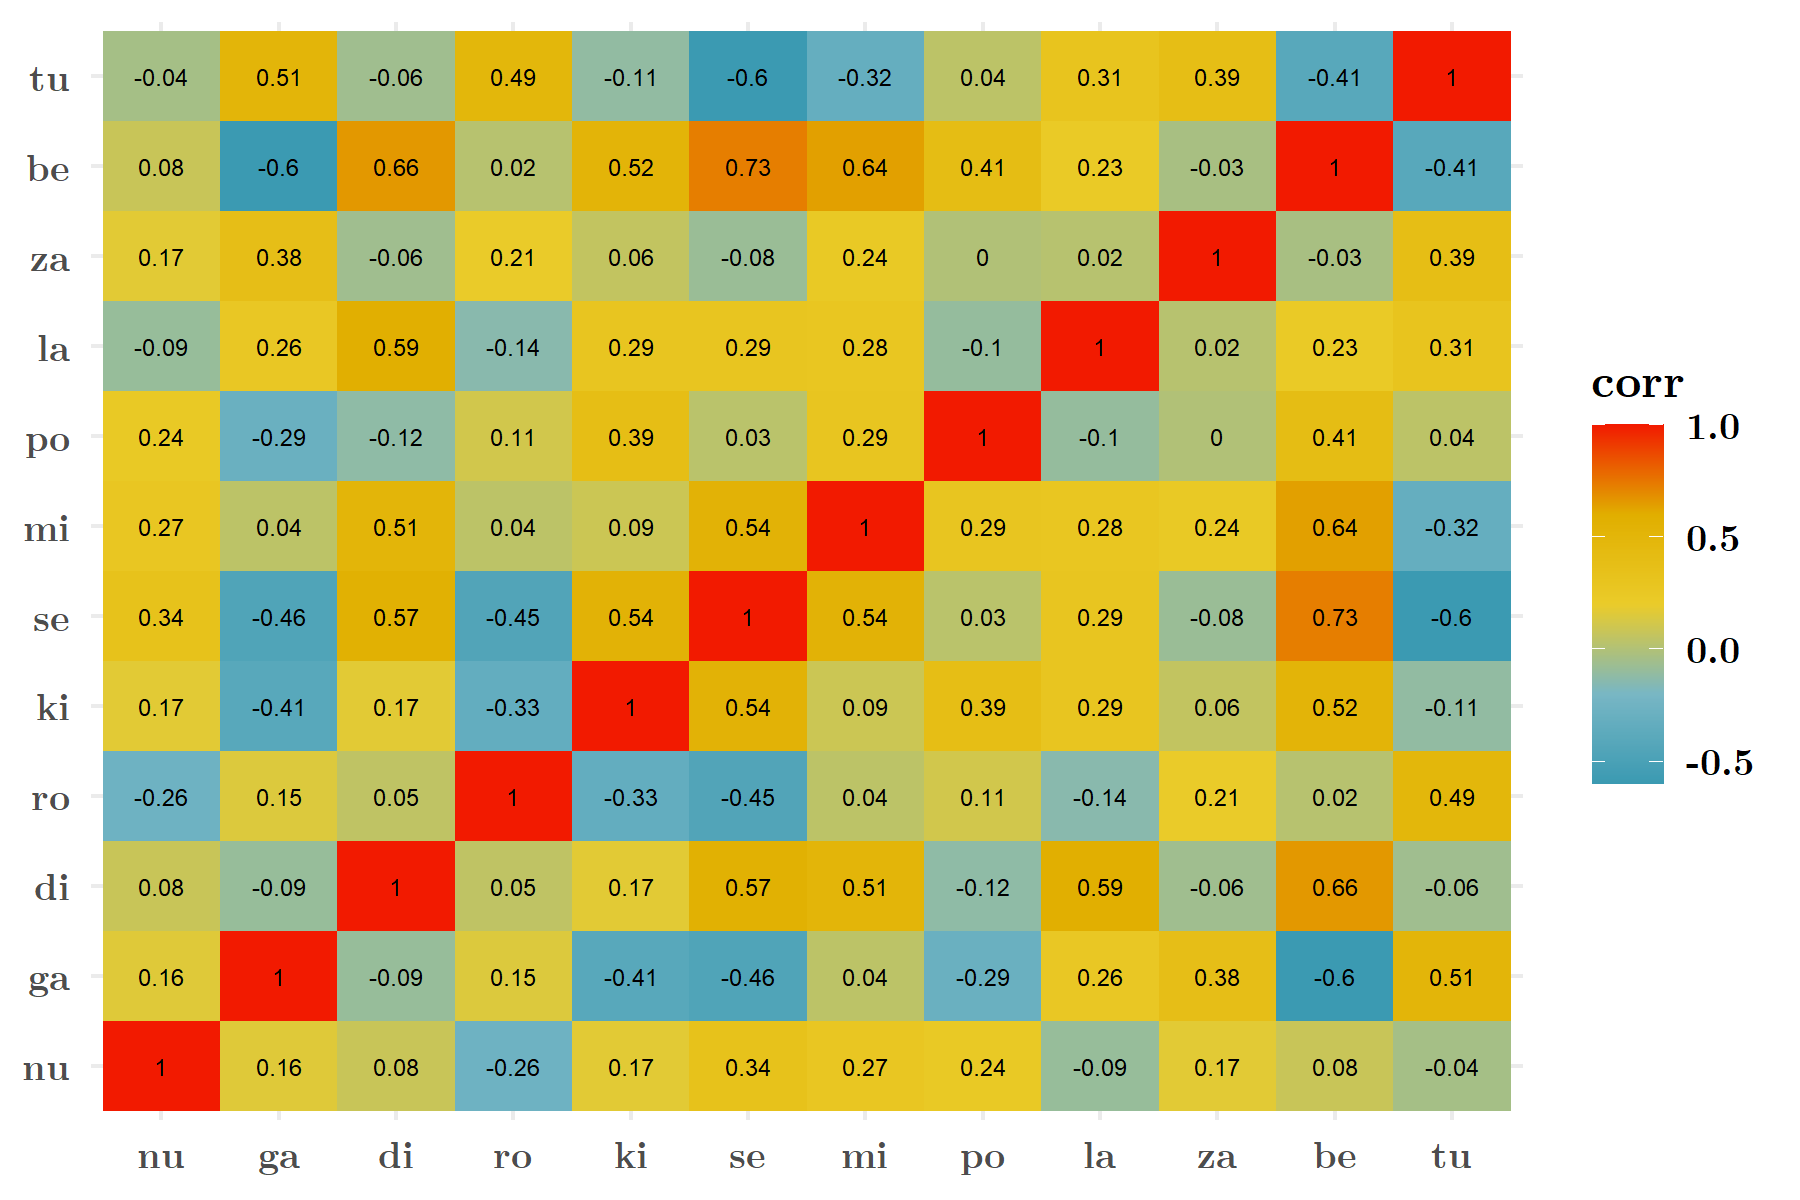 tu -0.04 0.51 -0.06 0.49 -0.11 -0.6 -0.32 0.04 0.31 0.39 -0.41 1
be 0.08 -0.6 0.66 0.02 0.52 0.73 0.64 0.41 0.23 -0.03 1 -0.41
za 0.17 0.38 -0.06 0.21 0.06 -0.08 0.24 0 0.02 1 -0.03 0.39
la -0.09 0.26 0.59 -0.14 0.29 0.29 0.28 -0.1 1 0.02 0.23 0.31
po 0.24 -0.29 -0.12 0.11 0.39 0.03 0.29 1 -0.1 0 0.41 0.04
mi 0.27 0.04 0.51 0.04 0.09 0.54 1 0.29 0.28 0.24 0.64 -0.32
se 0.34 -0.46 0.57 -0.45 0.54 1 0.54 0.03 0.29 -0.08 0.73 -0.6
ki 0.17 -0.41 0.17 -0.33 1 0.54 0.09 0.39 0.29 0.06 0.52 -0.11
ro -0.26 0.15 0.05 1 -0.33 -0.45 0.04 0.11 -0.14 0.21 0.02 0.49
di 0.08 -0.09 1 0.05 0.17 0.57 0.51 -0.12 0.59 -0.06 0.66 -0.06
ga 0.16 1 -0.09 0.15 -0.41 -0.46 0.04 -0.29 0.26 0.38 -0.6 0.51
nu 1 0.16 0.08 -0.26 0.17 0.34 0.27 0.24 -0.09 0.17 0.08 -0.04
nu ga di ro ki se mi po la za be tu
corr
1.0
0.5
0.0
-0.5